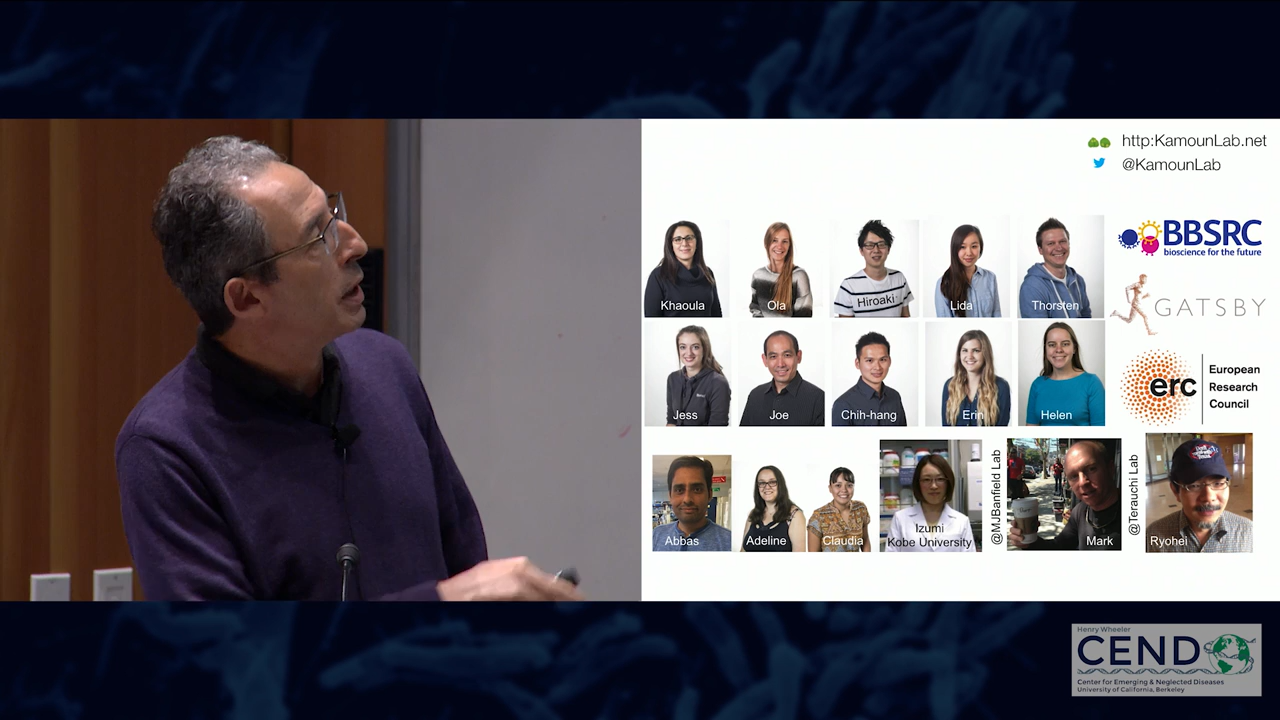 http:KamounLab.net
@KamounLab
BBSRC
bioscience for the future
Khaoula
Ola
Hiroaki
Lida
Thorsten
GATSBY
Jess
Joe
Chih-hang
Erin
Helen
erc
European
Research
Council
Abbas
Adeline
Claudia
Izumi
Kobe University
@MJBanfield Lab
Mark
@Terauchi Lab
Ryohei
Henry Wheeler
CEND
Center for Emerging & Neglected Diseases
University of California, Berkeley